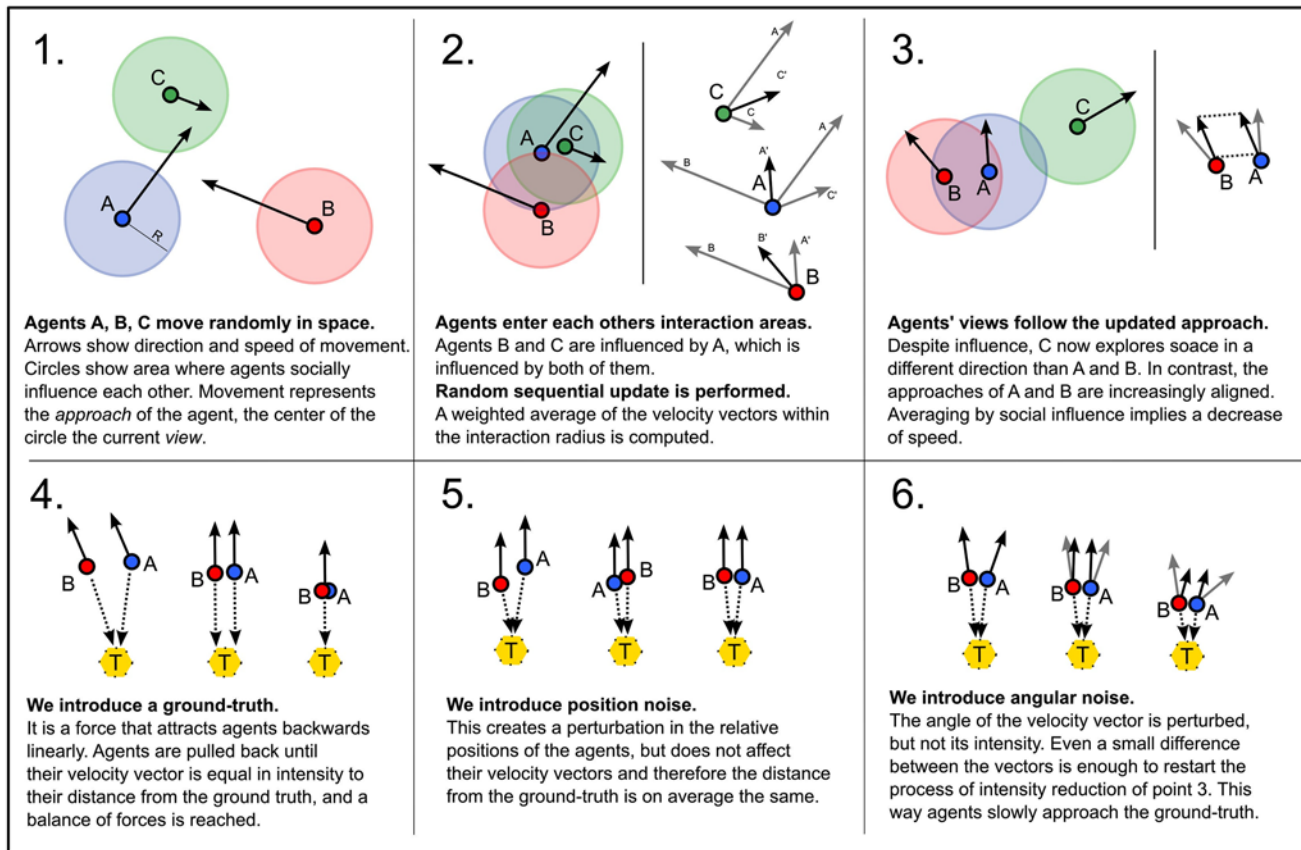 1.
C
A
R
B
Agents A, B, C move randomly in space.
Arrows show direction and speed of movement.
Circles show area where agents socially
influence each other. Movement represents
the approach of the agent, the center of the
circle the current view.
2.
A
C
B
A
C'
C
C
A
B
A'
A
C'
B
B'
A'
B
Agents enter each others interaction areas.
Agents B and C are influenced by A, which is
influenced by both of them.
Random sequential update is performed.
A weighted average of the velocity vectors within
the interaction radius is computed.
3.
C
B
A
B
A
Agents' views follow the updated approach.
Despite influence, C now explores soace in a
different direction than A and B. In contrast, the
approaches of A and B are increasingly aligned.
Averaging by social influence implies a decrease
of speed.
4.
B
A
T
B
A
T
B
A
T
We introduce a ground-truth.
It is a force that attracts agents backwards
linearly. Agents are pulled back until
their velocity vector is equal in intensity to
their distance from the ground truth, and a
balance of forces is reached.
5.
B
A
T
A
B
T
B
A
T
We introduce position noise.
This creates a perturbation in the relative
positions of the agents, but does not affect
their velocity vectors and therefore the distance
from the ground-truth is on average the same.
6.
B
A
T
B
A
T
B
A
T
We introduce angular noise.
The angle of the velocity vector is perturbed,
but not its intensity. Even a small difference
between the vectors is enough to restart the
process of intensity reduction of point 3. This
way agents slowly approach the ground-truth.